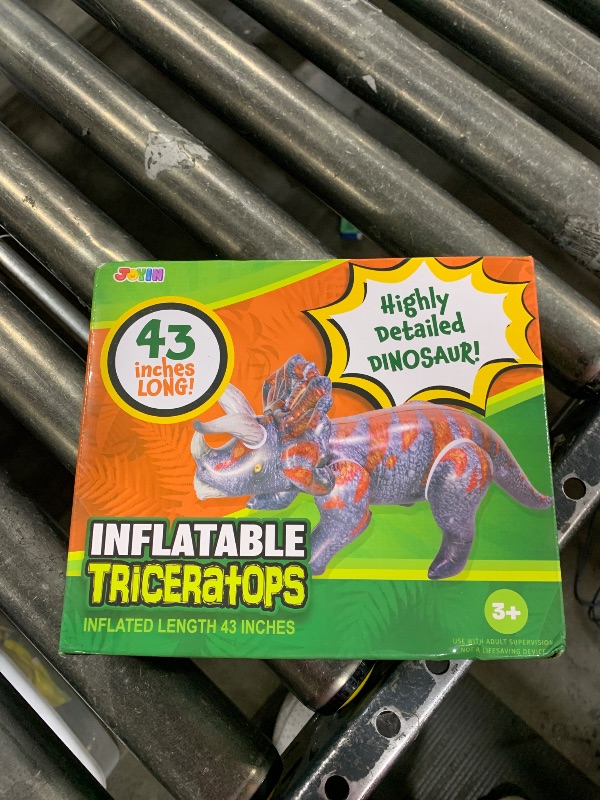 JOYIN
43
inches
LONG!
Highly
Detailed
DINOSAUR!
INFLATABLE
TRICERATOPS
INFLATED LENGTH 43 INCHES
3+
USE WITH ADULT SUPERVISION
NOT A LIFESAVING DEVICE